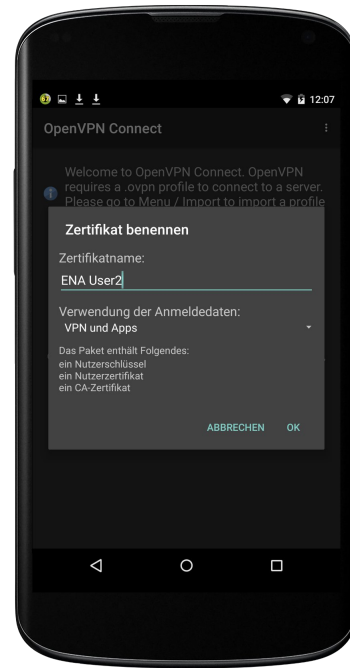 12:07
OpenVPN Connect
Welcome to OpenVPN Connect. OpenVPN
requires a .ovpn profile to connect to a server.
Please go to Menu / Import to import a profile
Zertifikat benennen
Zertifikatname:
ENA User2
Verwendung der Anmeldedaten:
VPN und Apps
Das Paket enthält Folgendes:
ein Nutzerschlüssel
ein Nutzerzertifikat
ein CA-Zertifikat
ABBRECHEN OK